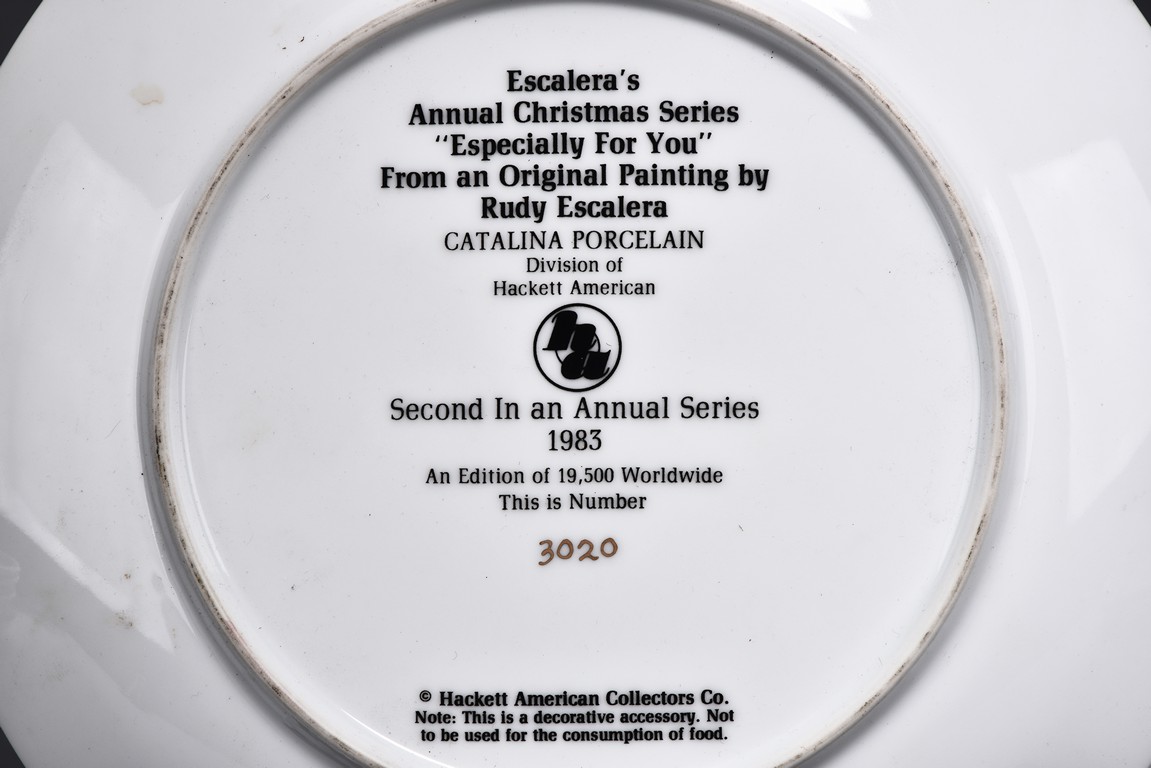 Escalera's
Annual Christmas Series
“Especially For You”
From an Original Painting by
Rudy Escalera
CATALINA PORCELAIN
Division of
Hackett American
ha
Second In an Annual Series
1983
An Edition of 19,500 Worldwide
This is Number
3020
© Hackett American Collectors Co.
Note: This is a decorative accessory. Not
to be used for the consumption of food.